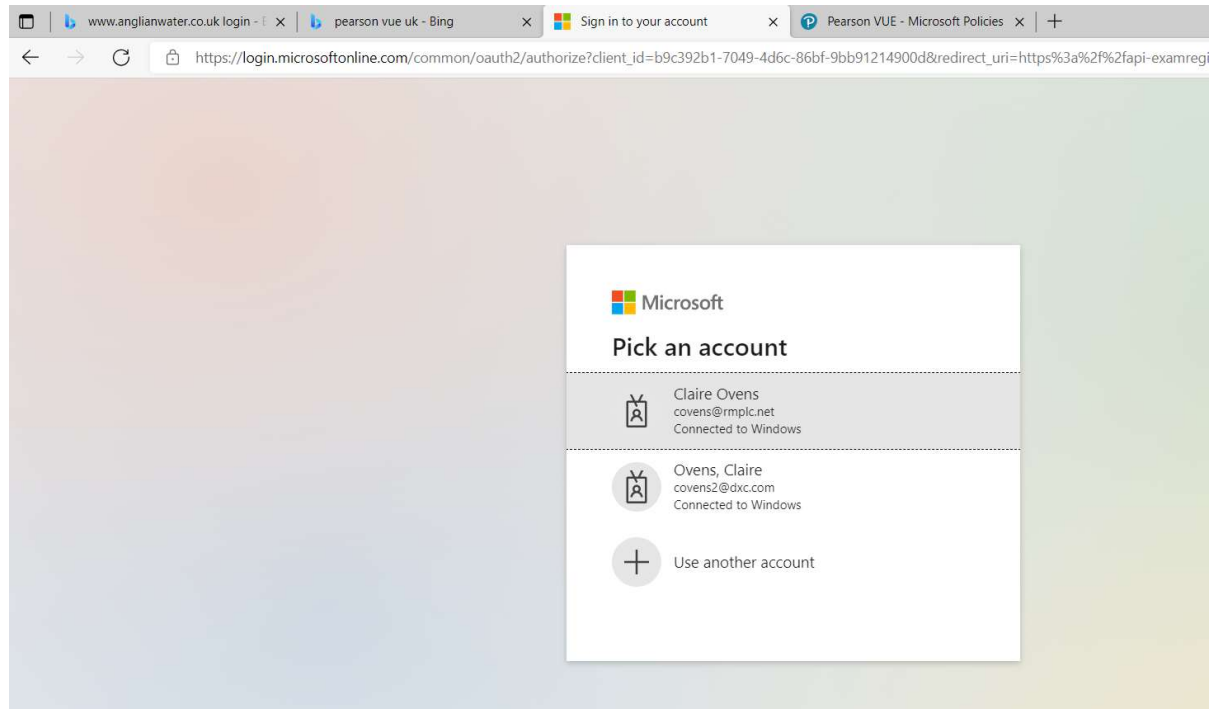 www.anglianwater.co.uk login -
pearson vue uk - Bing
Sign in to your account
Pearson VUE - Microsoft Policies
https://login.microsoftonline.com/common/oauth2/authorize?client_id=b9c392b1-7049-4d6c-86bf-9bb91214900d&redirect_uri=https%3a%2f%2fapi-examregi
Microsoft
Pick an account
Claire Ovens
covens@rmplc.net
Connected to Windows
Ovens, Claire
covens2@dxc.com
Connected to Windows
Use another account